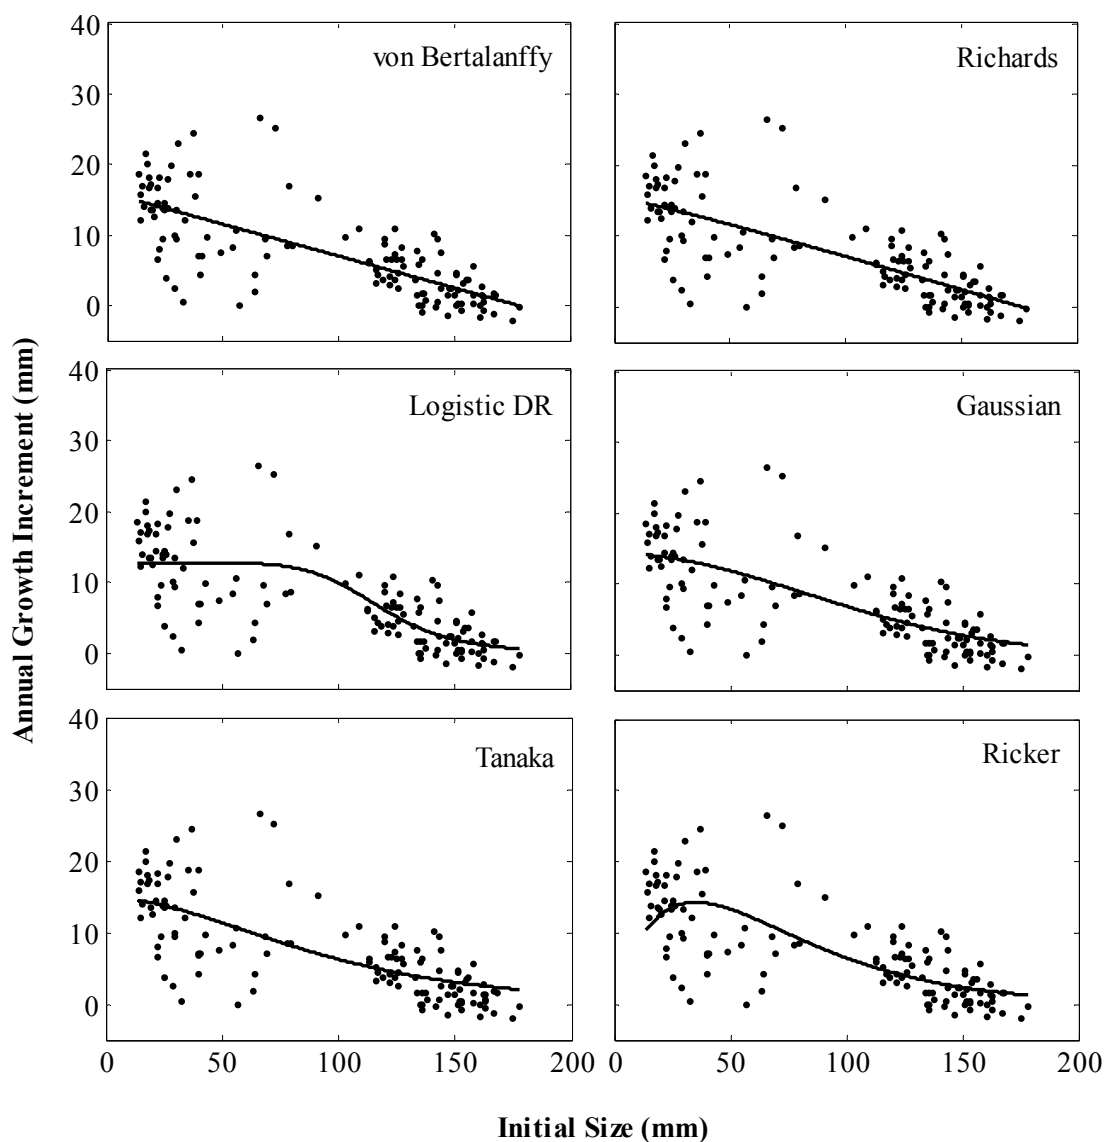 40
von Bertalanffy
Richards
30
20
10
0
40
Logistic DR
Gaussian
30
20
10
0
40
Tanaka
Ricker
30
20
10
0
0 50 100 150 200 0 50 100 150 200
Annual Growth Increment (mm)
Initial Size (mm)